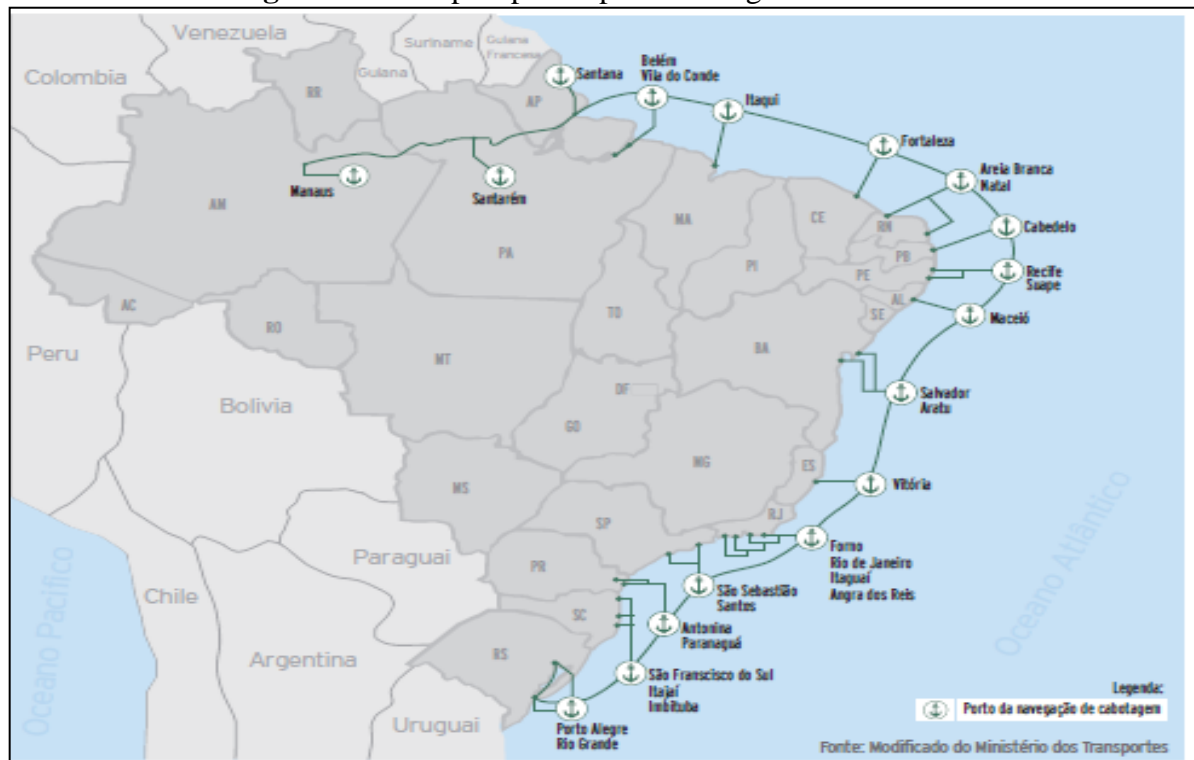 Venezuela
Suriname
Guiana
Francesa
Colombia
Guiana
RR
AP
Santana
Belém
Vila do Conde
Itaqui
Fortaleza
Areia Branca
Natal
Manaus
Santarém
AM
PA
MA
CE
RN
Cabedelo
PB
PI
PE
Recife
Suape
AL
SE
Maceió
AC
RO
TO
BA
Peru
MT
Salvador
Aratu
Bolivia
DF
GO
MG
ES
Vitória
MS
SP
RJ
Forno
Rio de Janeiro
Itaguaí
Angra dos Reis
Paraguai
PR
São Sebastião
Santos
Oceano Pacífico
Chile
SC
Antonina
Paranaguá
Oceano Atlântico
Argentina
RS
São Franscisco do Sul
Itajaí
Imbituba
Uruguai
Porto Alegre
Rio Grande
Legenda:
Porto da navegação de cabotagem
Fonte: Modificado do Ministério dos Transportes